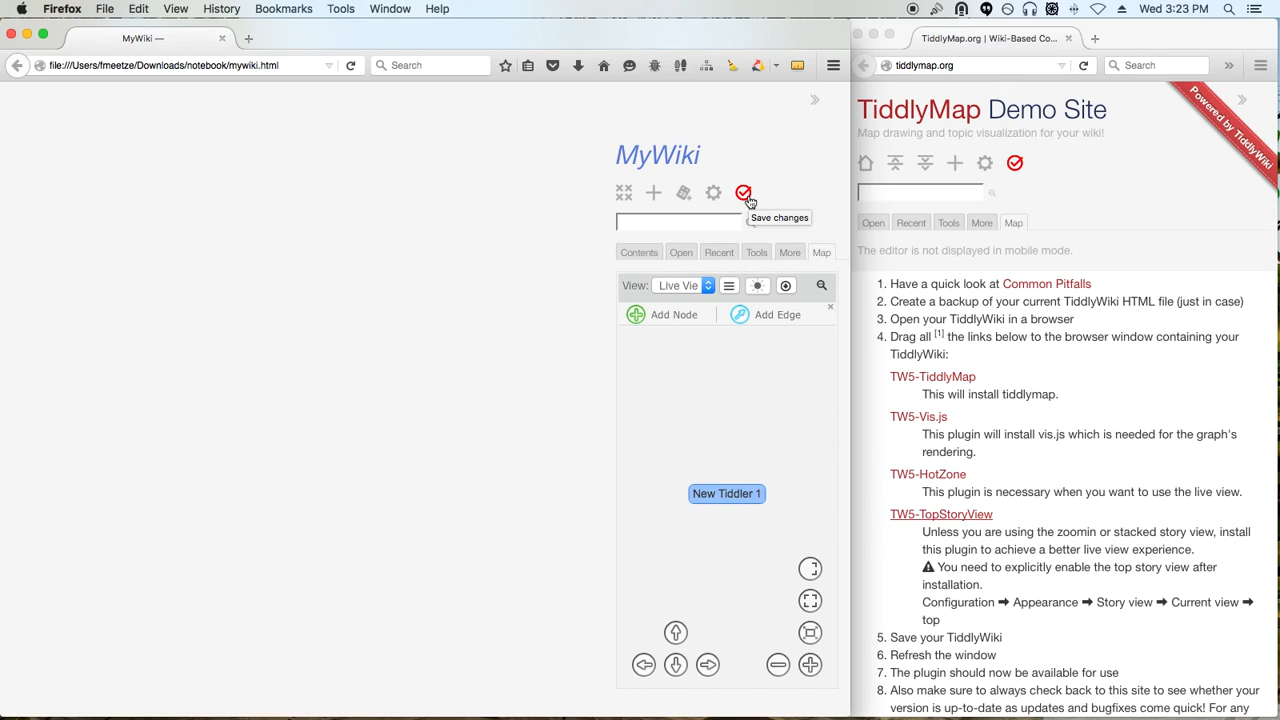 Firefox File Edit View History Bookmarks Tools Window Help Wed 3:23 PM
MyWiki —
file:///Users/fmeetze/Downloads/notebook/mywiki.html Search
MyWiki
Save changes
Contents Open Recent Tools More Map
View: Live Vie
Add Node Add Edge
New Tiddler 1
TiddlyMap.org | Wiki-Based Co...
tiddlymap.org Search
Powered by TiddlyWiki
TiddlyMap Demo Site
Map drawing and topic visualization for your wiki!
Open Recent Tools More Map
The editor is not displayed in mobile mode.
1. Have a quick look at Common Pitfalls
2. Create a backup of your current TiddlyWiki HTML file (just in case)
3. Open your TiddlyWiki in a browser
4. Drag all [1] the links below to the browser window containing your
TiddlyWiki:
TW5-TiddlyMap
This will install tiddlymap.
TW5-Vis.js
This plugin will install vis.js which is needed for the graph's
rendering.
TW5-HotZone
This plugin is necessary when you want to use the live view.
TW5-TopStoryView
Unless you are using the zoomin or stacked story view, install
this plugin to achieve a better live view experience.
You need to explicitly enable the top story view after
installation.
Configuration ➡ Appearance ➡ Story view ➡ Current view ➡
top
5. Save your TiddlyWiki
6. Refresh the window
7. The plugin should now be available for use
8. Also make sure to always check back to this site to see whether your
version is up-to-date as updates and bugfixes come quick! For any